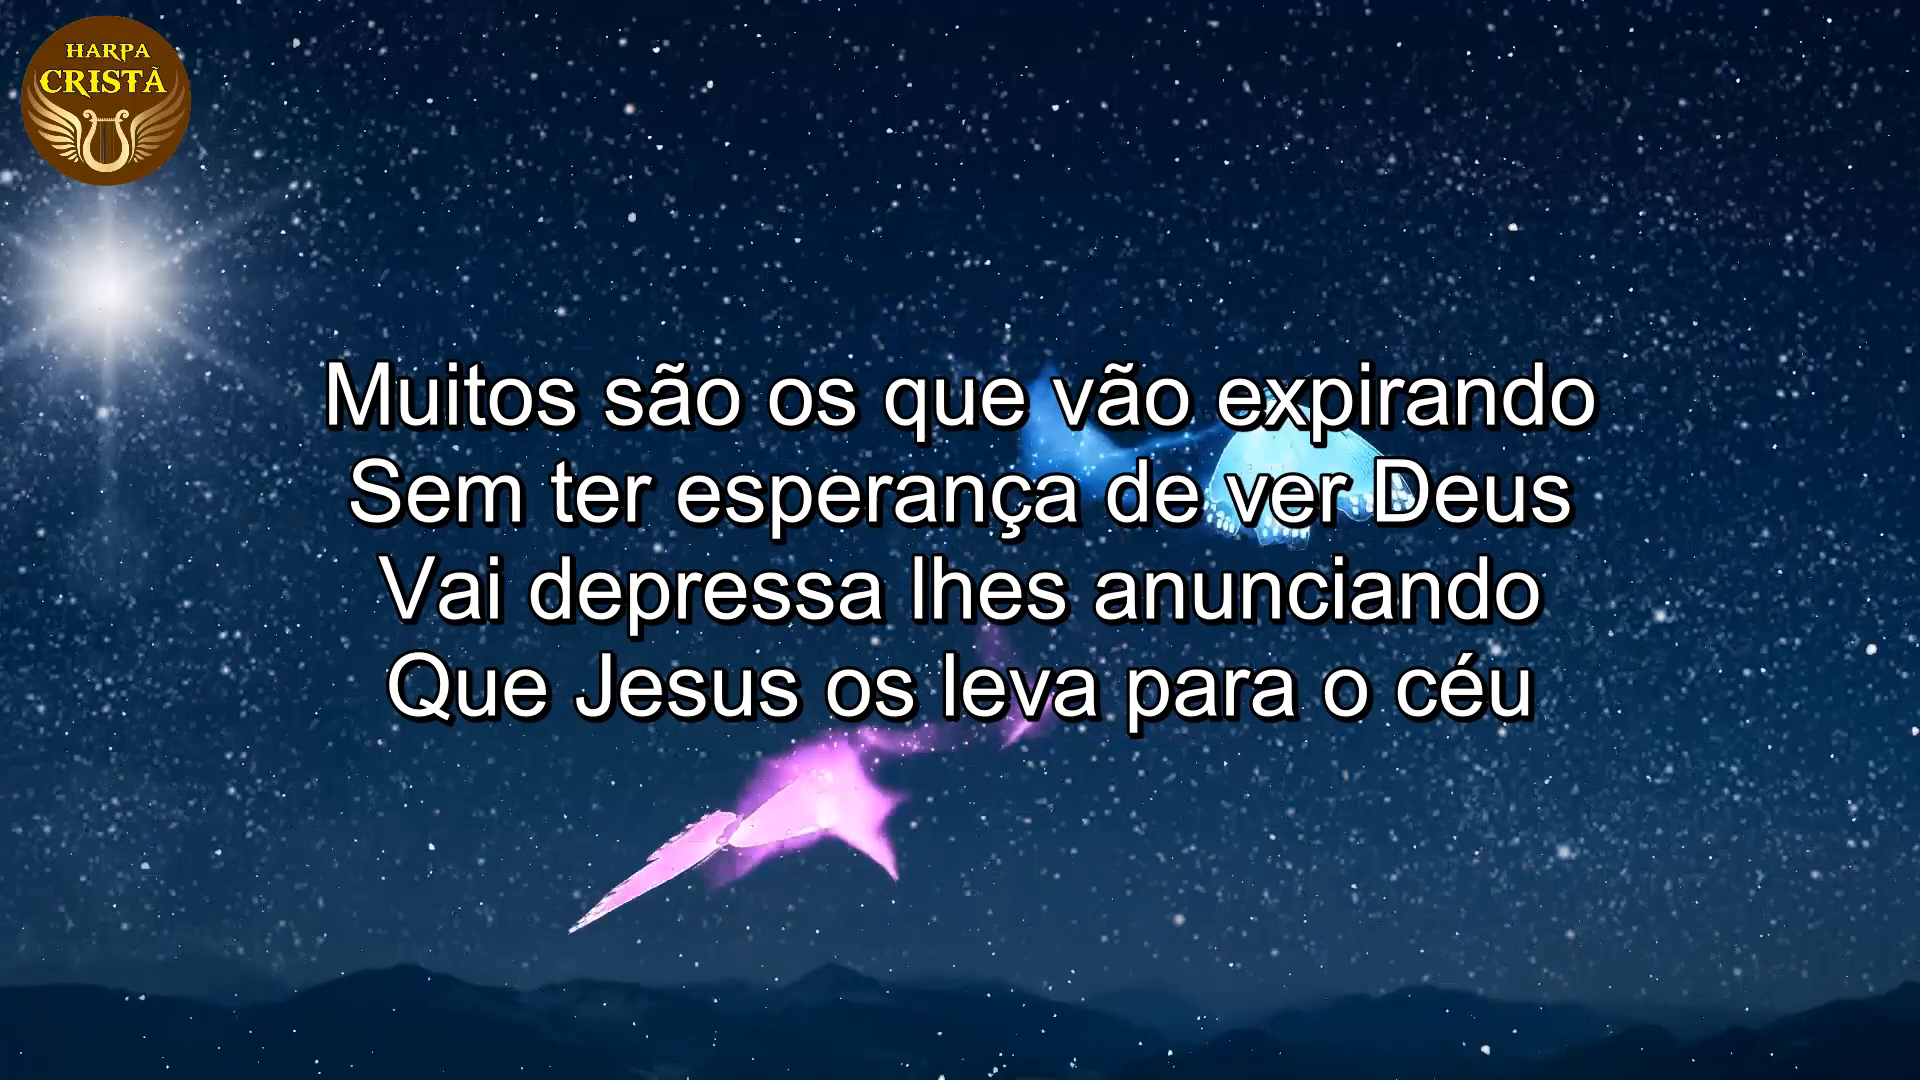 HARPA
CRISTÃ
Muitos são os que vão expirando
Sem ter esperança de ver Deus
Vai depressa lhes anunciando
Que Jesus os leva para o céu